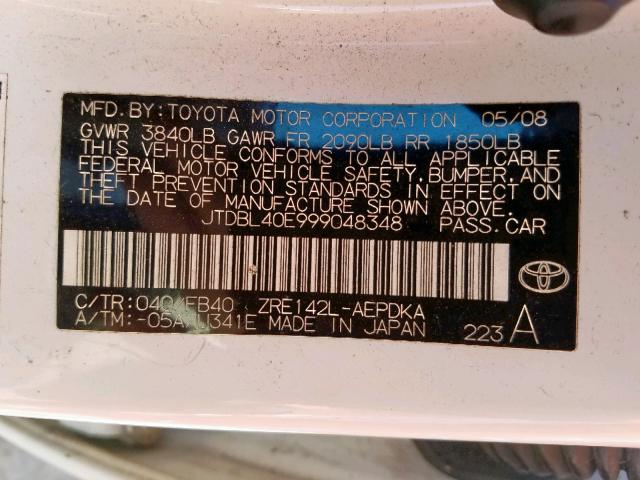 MFD.BY:TOYOTA MOTOR CORPORATION 05/08
GVWR 3840LB GAWR FR 2090LB RR 1850LB
THIS VEHICLE CONFORMS TO ALL APPLICABLE
FEDERAL MOTOR VEHICLE SAFETY,BUMPER,AND
THEFT PREVENTION STANDARDS IN EFFECT ON
THE DATE OF MANUFACTURE SHOWN ABOVE.
JTDBL40E999048348 PASS.CAR
C/TR: ZRE142L-AEPDKA
A/TM: MADE IN JAPAN 223 A